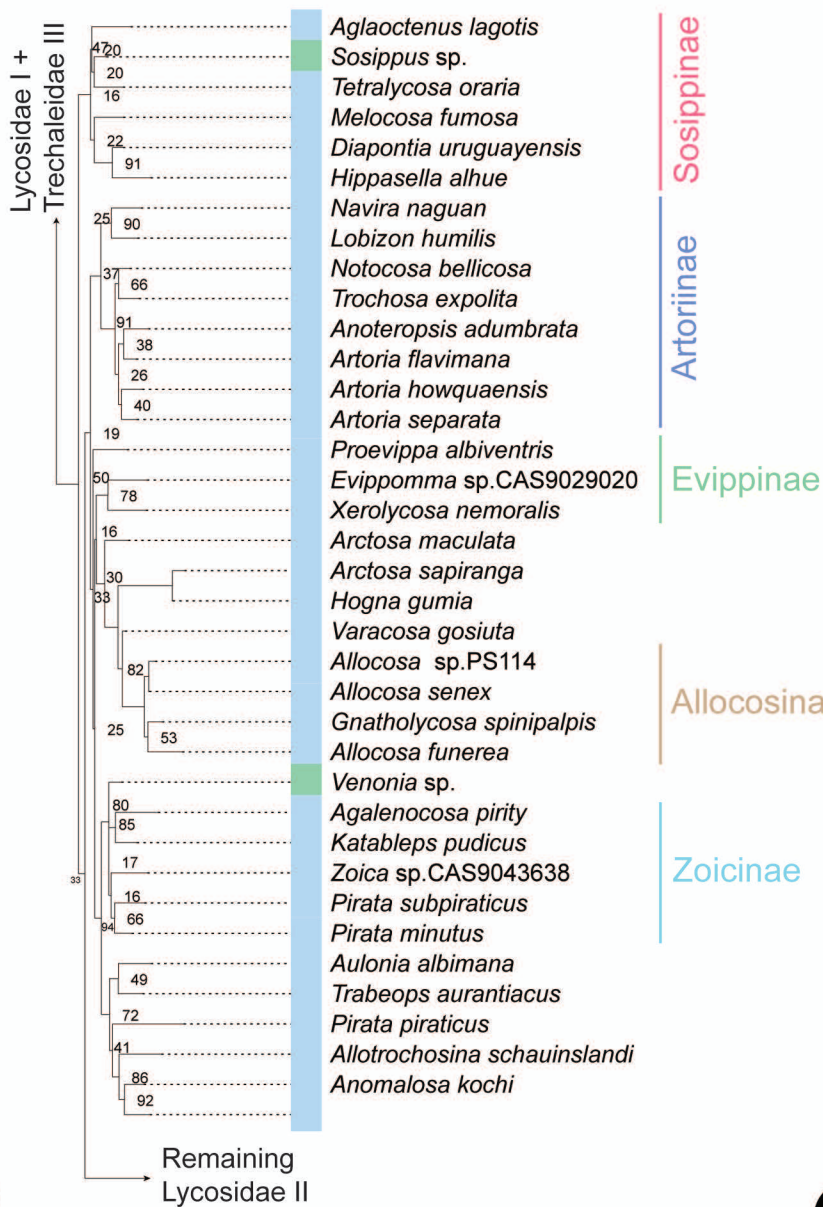 Lycosidae I +
Trechaleidae III
Aglaoctenus lagotis
47
20
Sosippus sp.
20
Tetralycosa oraria
16
Melocosa fumosa
22
Diapontia uruguayensis
91
Hippasella alhue
Sosippinae
Navira naguan
25
90
Lobizon humilis
37
Notocosa bellicosa
66
Trochosa expolita
91
Anoteropsis adumbrata
38
Artoria flavimana
26
Artoria howquaensis
40
Artoria separata
Artoriinae
19
Proevippa albiventris
50
Evippomma sp.CAS9029020
78
Xerolycosa nemoralis
Evippinae
16
Arctosa maculata
30
Arctosa sapiranga
33
Hogna gumia
Varacosa gosiuta
82
Allocosa sp.PS114
Allocosa senex
25
Gnatholycosa spinipalpis
53
Allocosa funerea
Allocosina
Venonia sp.
80
Agalenocosa pirity
85
Katableps pudicus
17
Zoica sp.CAS9043638
33
16
Pirata subpiraticus
94
66
Pirata minutus
Zoicinae
Aulonia albimana
49
Trabeops aurantiacus
72
Pirata piraticus
41
Allotrochosina schauinslandi
86
Anomalosa kochi
92
Remaining
Lycosidae II